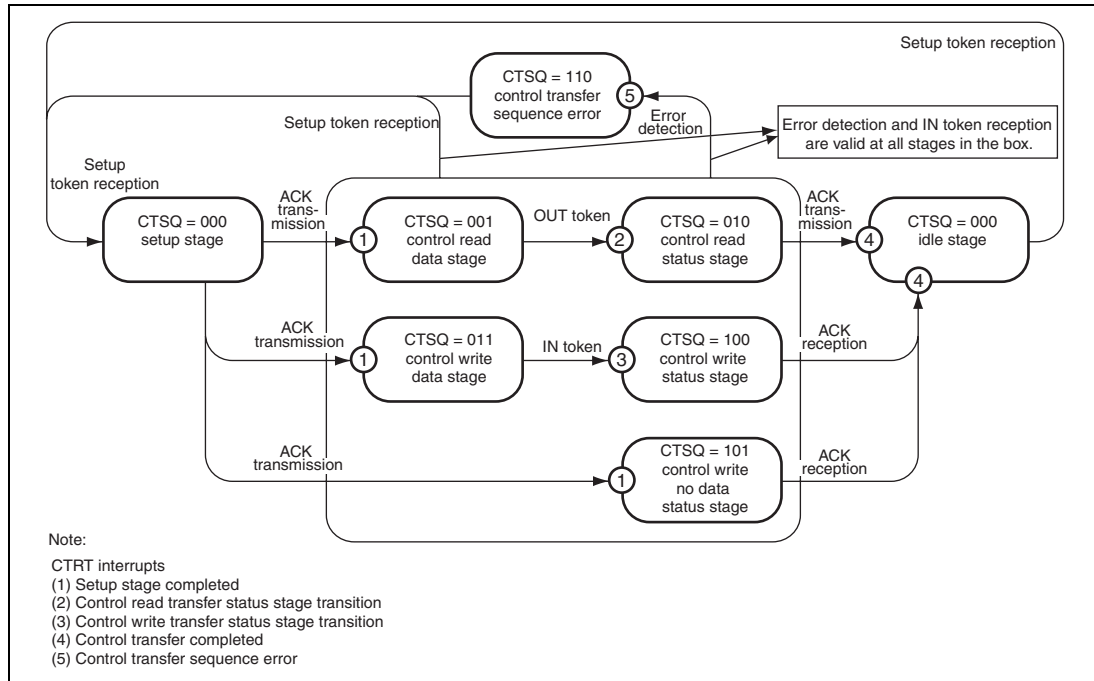 Setup token reception
CTSQ = 110
control transfer
sequence error
5
Setup token reception
Error
detection
Error detection and IN token reception
are valid at all stages in the box.
Setup
token reception
CTSQ = 000
setup stage
ACK
trans-
mission
1
CTSQ = 001
control read
data stage
OUT token
2
CTSQ = 010
control read
status stage
ACK
trans-
mission
4
CTSQ = 000
idle stage
4
ACK
transmission
1
CTSQ = 011
control write
data stage
IN token
3
CTSQ = 100
control write
status stage
ACK
reception
ACK
transmission
1
CTSQ = 101
control write
no data
status stage
ACK
reception
Note:
CTRT interrupts
(1) Setup stage completed
(2) Control read transfer status stage transition
(3) Control write transfer status stage transition
(4) Control transfer completed
(5) Control transfer sequence error